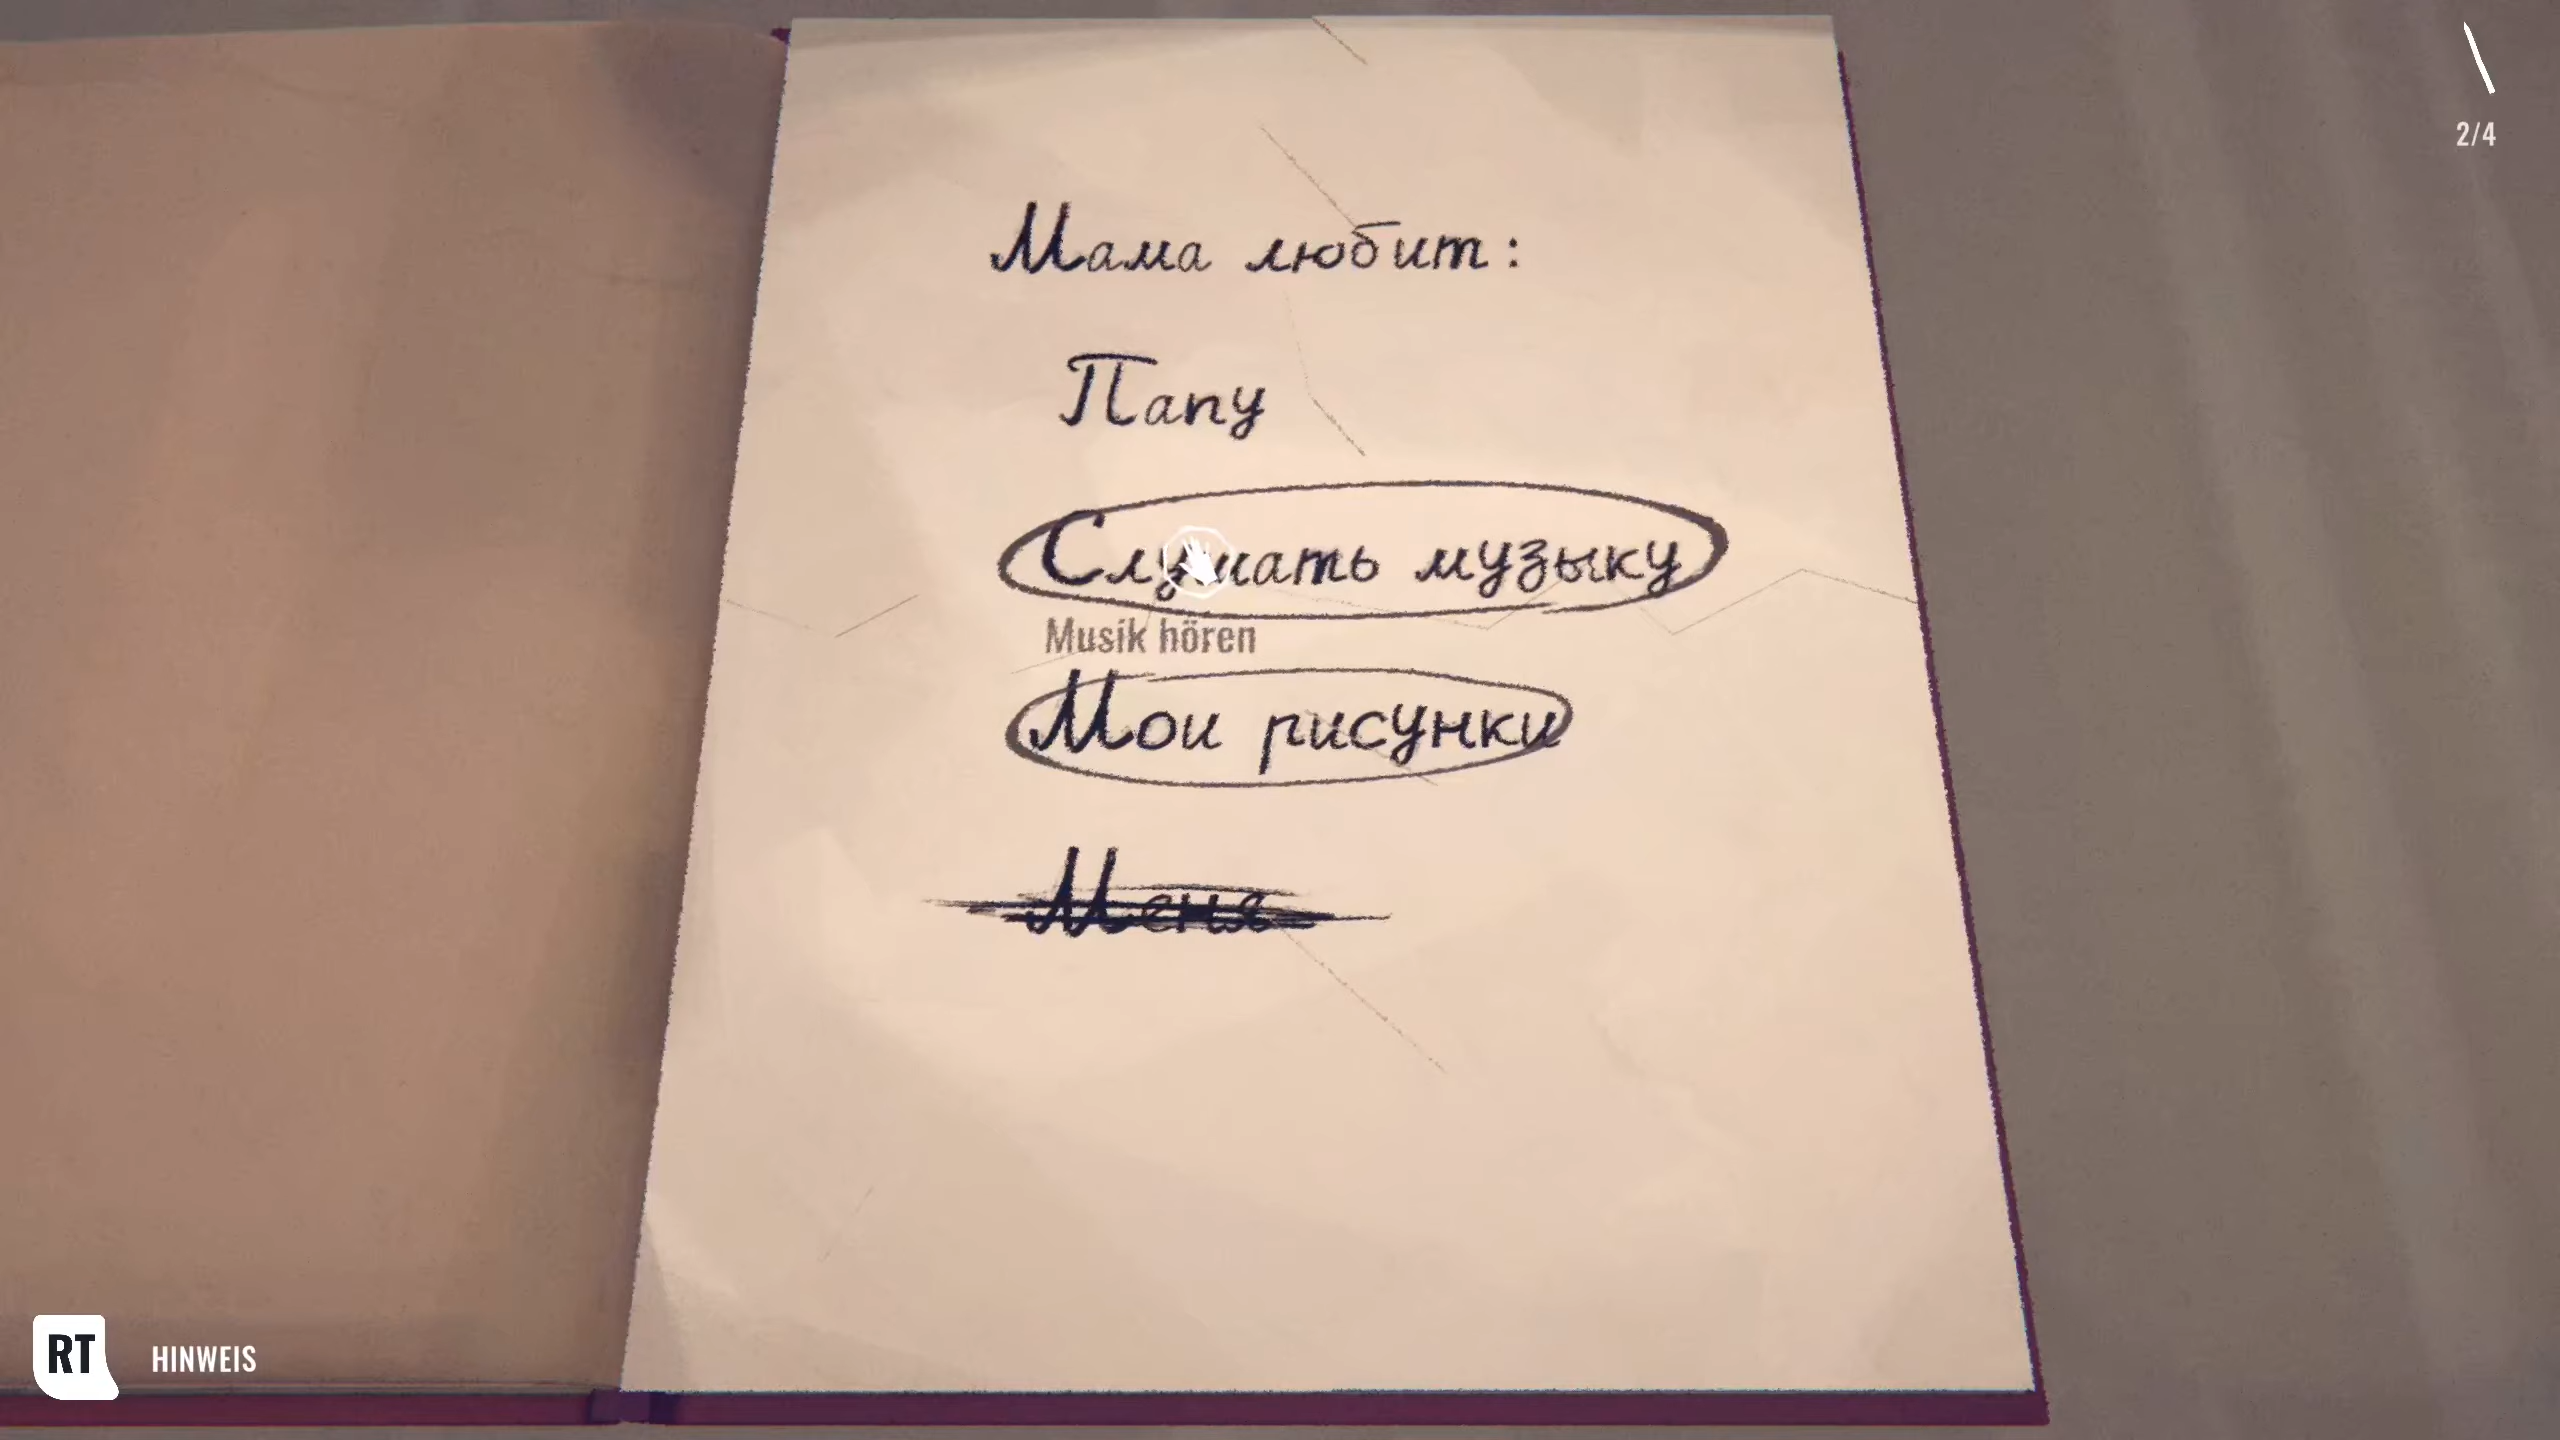 2/4
Мама любит:
Папу
Слушать музыку
Musik hören
Мои рисунки
Меня
RT HINWEIS